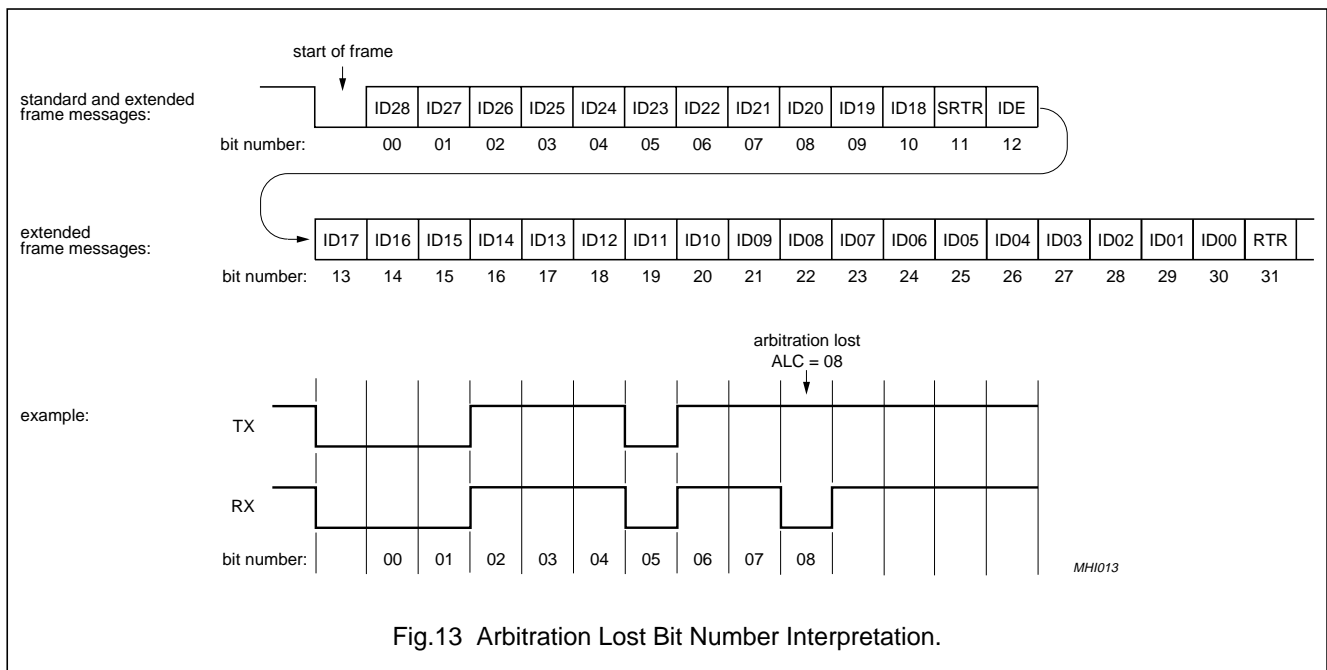 start of frame
standard and extended
frame messages:
ID28 ID27 ID26 ID25 ID24 ID23 ID22 ID21 ID20 ID19 ID18 SRTR IDE
bit number: 00 01 02 03 04 05 06 07 08 09 10 11 12
extended
frame messages:
ID17 ID16 ID15 ID14 ID13 ID12 ID11 ID10 ID09 ID08 ID07 ID06 ID05 ID04 ID03 ID02 ID01 ID00 RTR
bit number: 13 14 15 16 17 18 19 20 21 22 23 24 25 26 27 28 29 30 31
arbitration lost
ALC = 08
example:
TX
RX
bit number: 00 01 02 03 04 05 06 07 08
MHI013
Fig.13 Arbitration Lost Bit Number Interpretation.